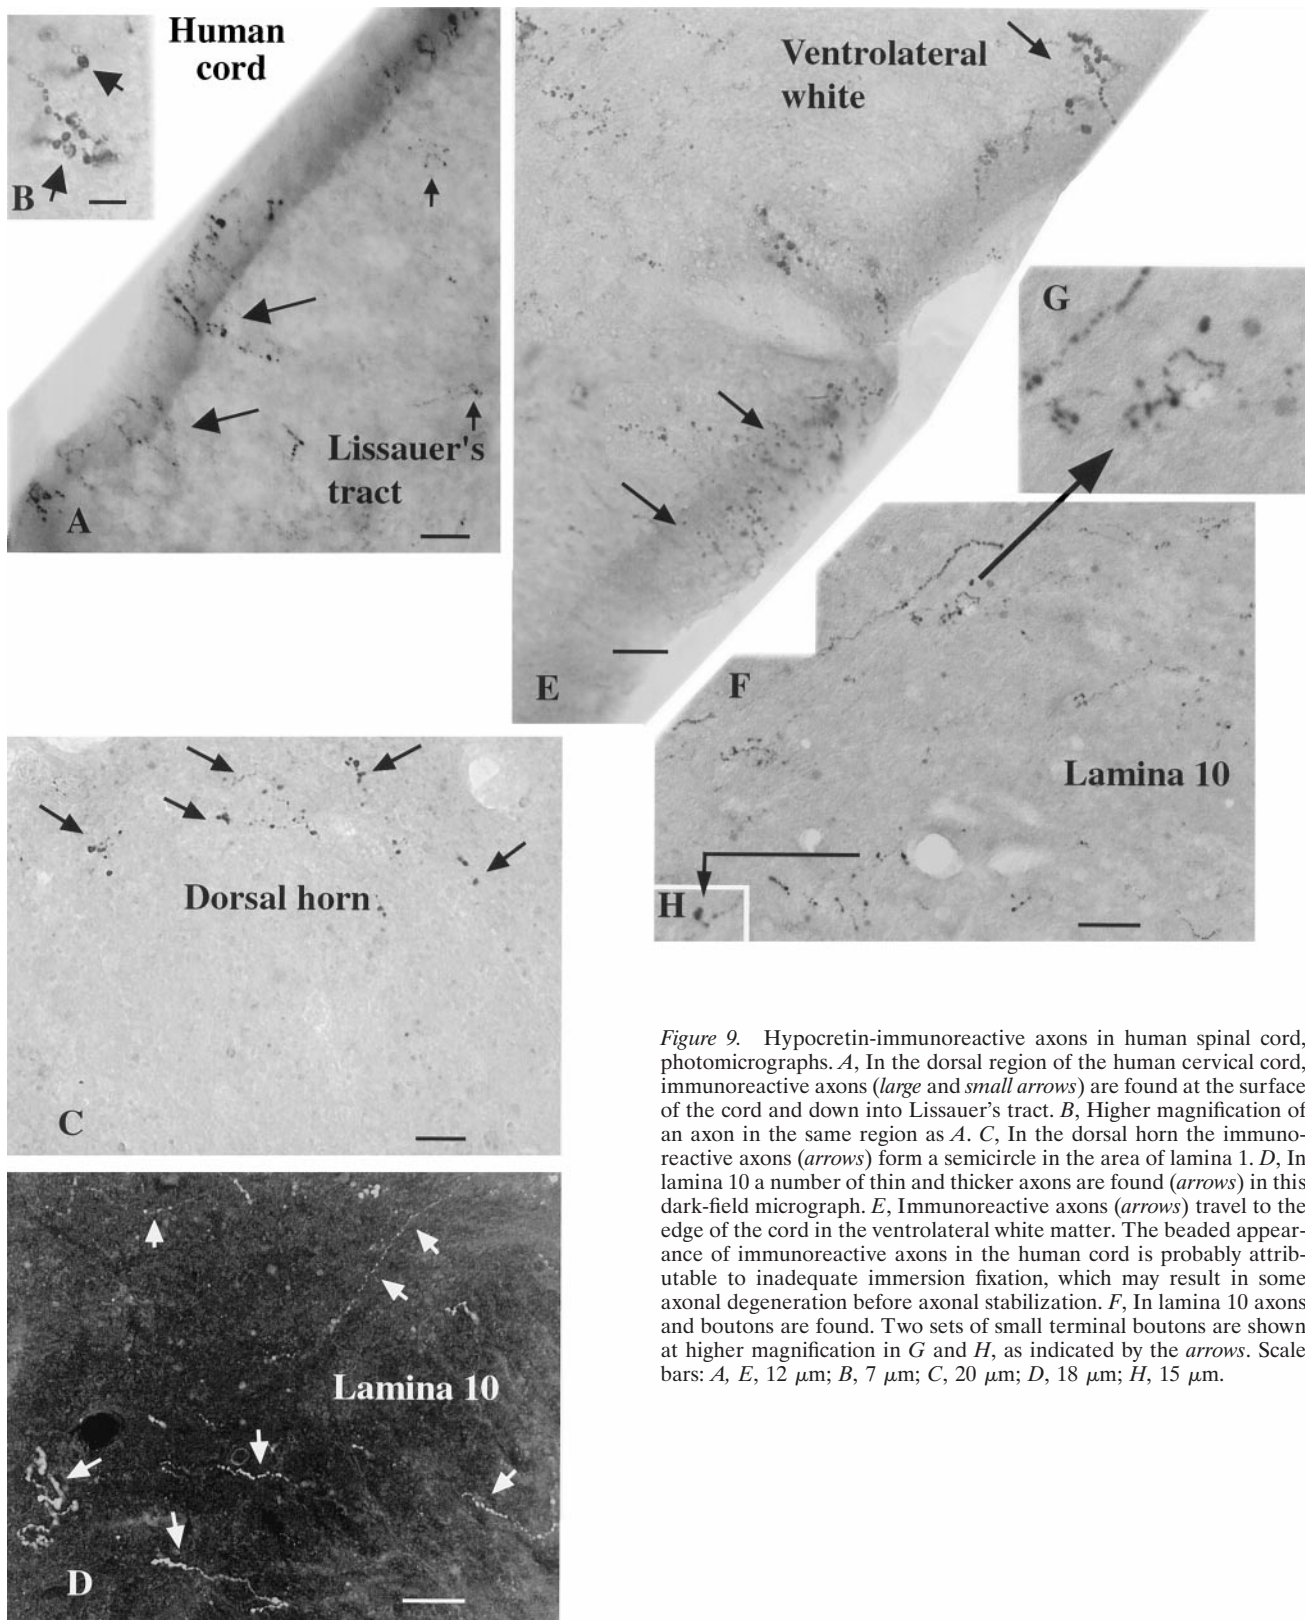 Human
cord
B
Lissauer's
tract
A
Ventrolateral
white
E
G
F
Lamina 10
H
Dorsal horn
C
Lamina 10
D
Figure 9. Hypocretin-immunoreactive axons in human spinal cord,
photomicrographs. A, In the dorsal region of the human cervical cord,
immunoreactive axons (large and small arrows) are found at the surface
of the cord and down into Lissauer's tract. B, Higher magnification of
an axon in the same region as A. C, In the dorsal horn the immuno-
reactive axons (arrows) form a semicircle in the area of lamina 1. D, In
lamina 10 a number of thin and thicker axons are found (arrows) in this
dark-field micrograph. E, Immunoreactive axons (arrows) travel to the
edge of the cord in the ventrolateral white matter. The beaded appear-
ance of immunoreactive axons in the human cord is probably attrib-
utable to inadequate immersion fixation, which may result in some
axonal degeneration before axonal stabilization. F, In lamina 10 axons
and boutons are found. Two sets of small terminal boutons are shown
at higher magnification in G and H, as indicated by the arrows. Scale
bars: A, E, 12 μm; B, 7 μm; C, 20 μm; D, 18 μm; H, 15 μm.